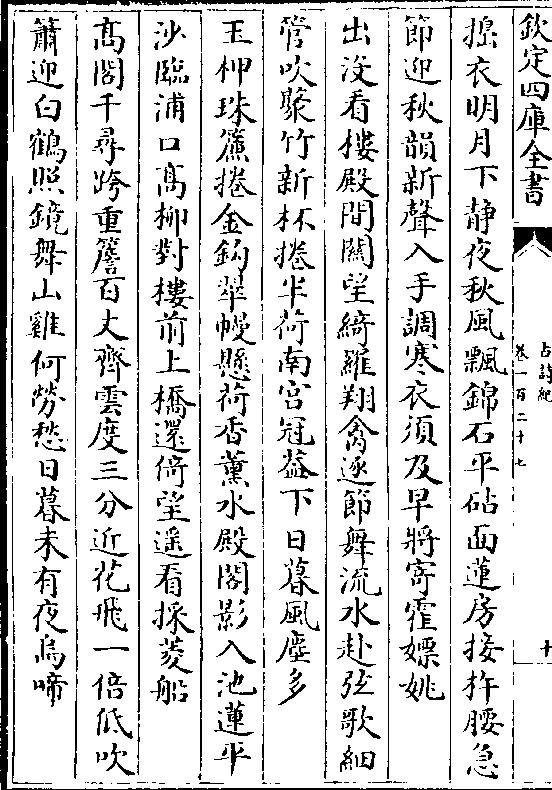 欽定四庫全書
古詩紀
卷一百二十七
十
搗衣明月下靜夜秋風飄錦石平砧面蓮房接杵腰急
節迎秋韻新聲入手調寒衣須及早將寄霍嫖姚
出没看樓殿間關望綺羅翔禽逐節舞流水赴弦歌細
管吹聚竹新杯捲半荷南宫冠葢下日暮風塵多
玉柙珠簾捲金鈎翠幔懸荷香薰水殿閣影入池蓮平
沙臨浦口高柳對樓前上橋還倚望遥看採菱船
髙閣千尋跨重簷百丈齊雲度三分近花飛一倍低吹
簫迎白鶴照鏡舞山雞何勞愁日暮未有夜烏啼